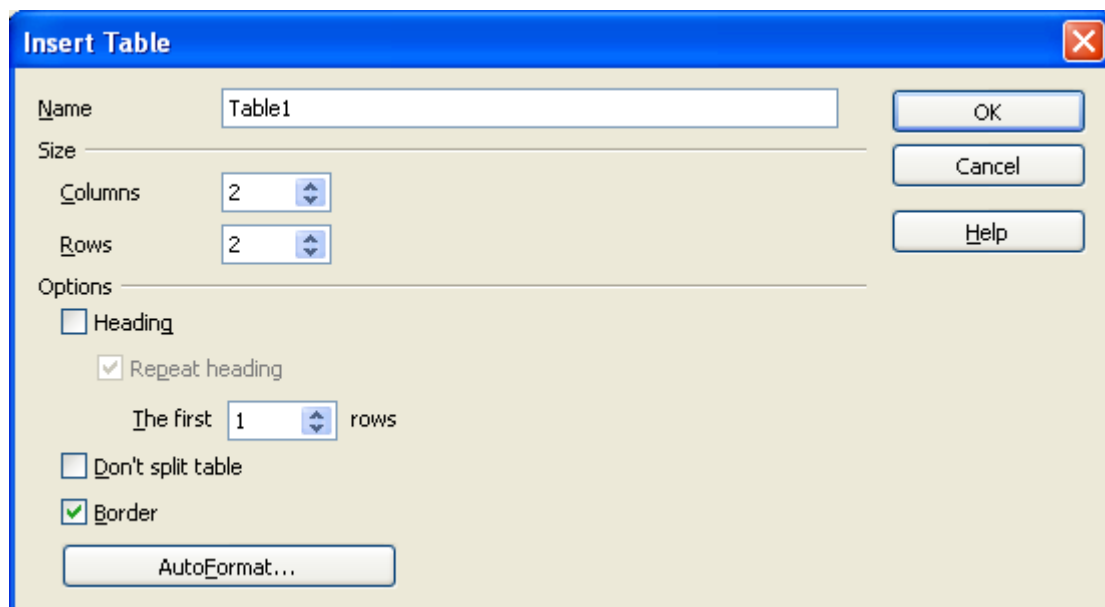 Insert Table
Name Table1
OK
Size
Cancel
Columns 2
Rows 2
Help
Options
Heading
Repeat heading
The first 1 rows
Don't split table
Border
AutoFormat...